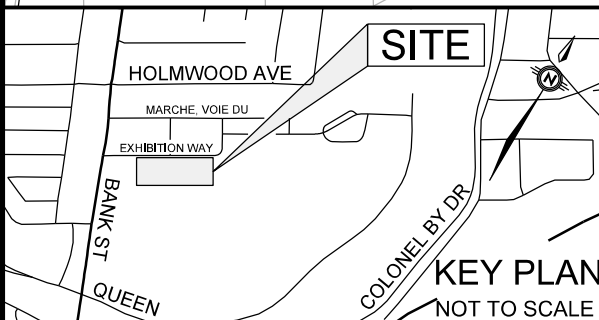 SITE
N
HOLMWOOD AVE
MARCHE, VOIE DU
EXHIBITION WAY
BANK ST
COLONEL BY DR
QUEEN
KEY PLAN
NOT TO SCALE